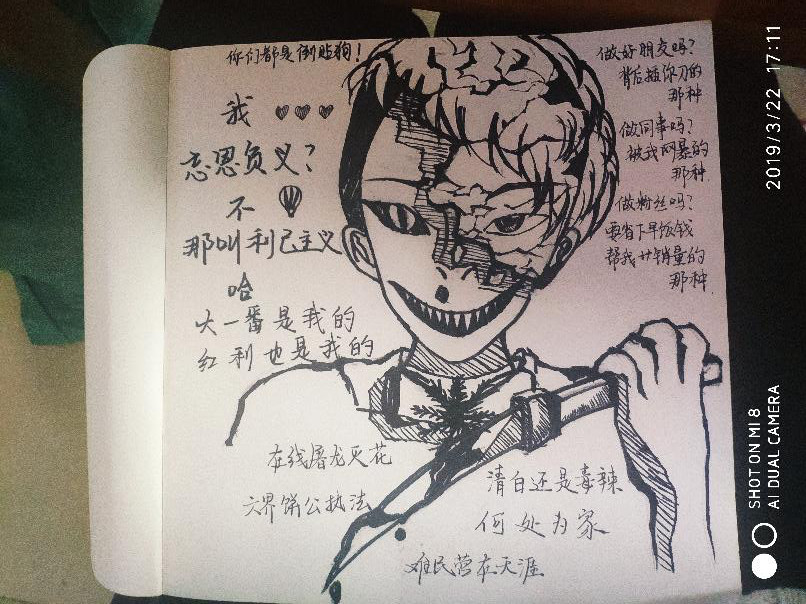 你们都是倒贴狗！
我
忘恩负义？
不
那叫利己主义
哈
火一番是我的
红利也是我的
做好朋友吗？
背后插你刀的
那种
做同事吗？
被我网暴的
那种.
做粉丝吗？
要省下早饭钱
帮我廿销量的
那种.
在线屠龙灭花
六界饼公执法
清白还是毒辣
何处为家
难民营在天涯
2019/3/22 17:11
SHOT ON MI 8
AI DUAL CAMERA